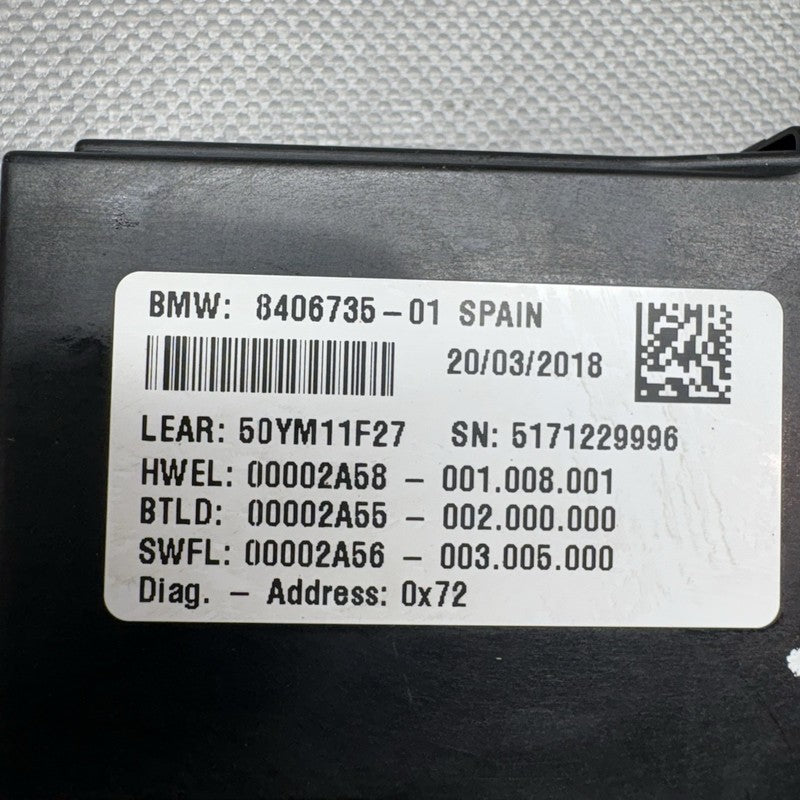 BMW: 8406735-01 SPAIN
20/03/2018
LEAR: 50YM11F27 SN: 5171229996
HWEL: 00002A58 - 001.008.001
BTLD: 00002A55 - 002.000.000
SWFL: 00002A56 - 003.005.000
Diag. - Address: 0x72